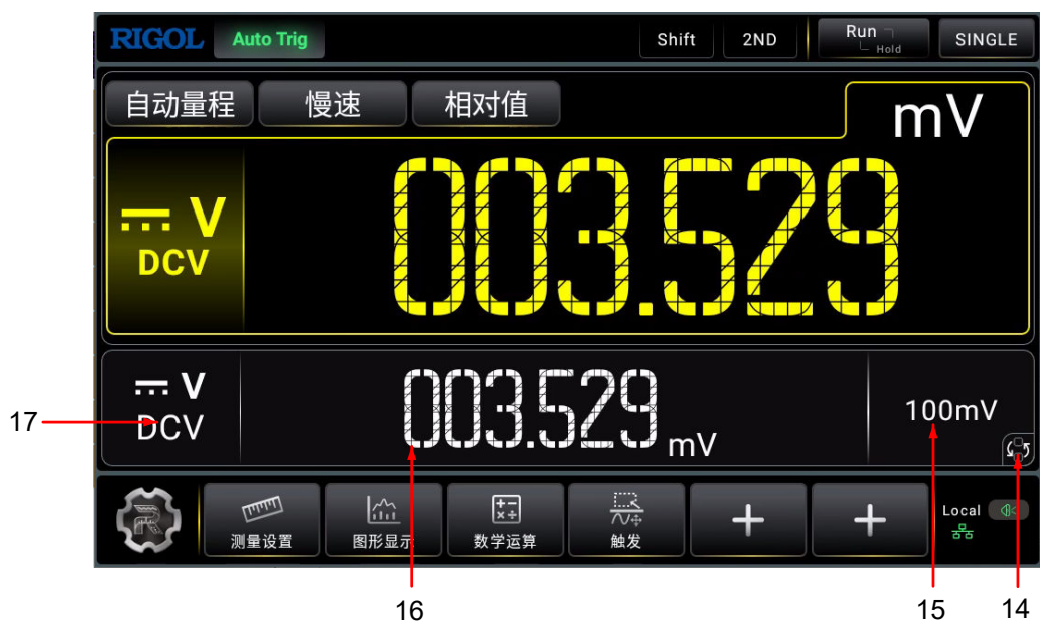 RIGOL Auto Trig Shift 2ND Run Hold SINGLE
自动量程 慢速 相对值 mV
V
DCV
003.529
V
DCV
003.529 mV
100mV
17
测量设置 图形显示 数学运算 触发 + + Local
16 15 14